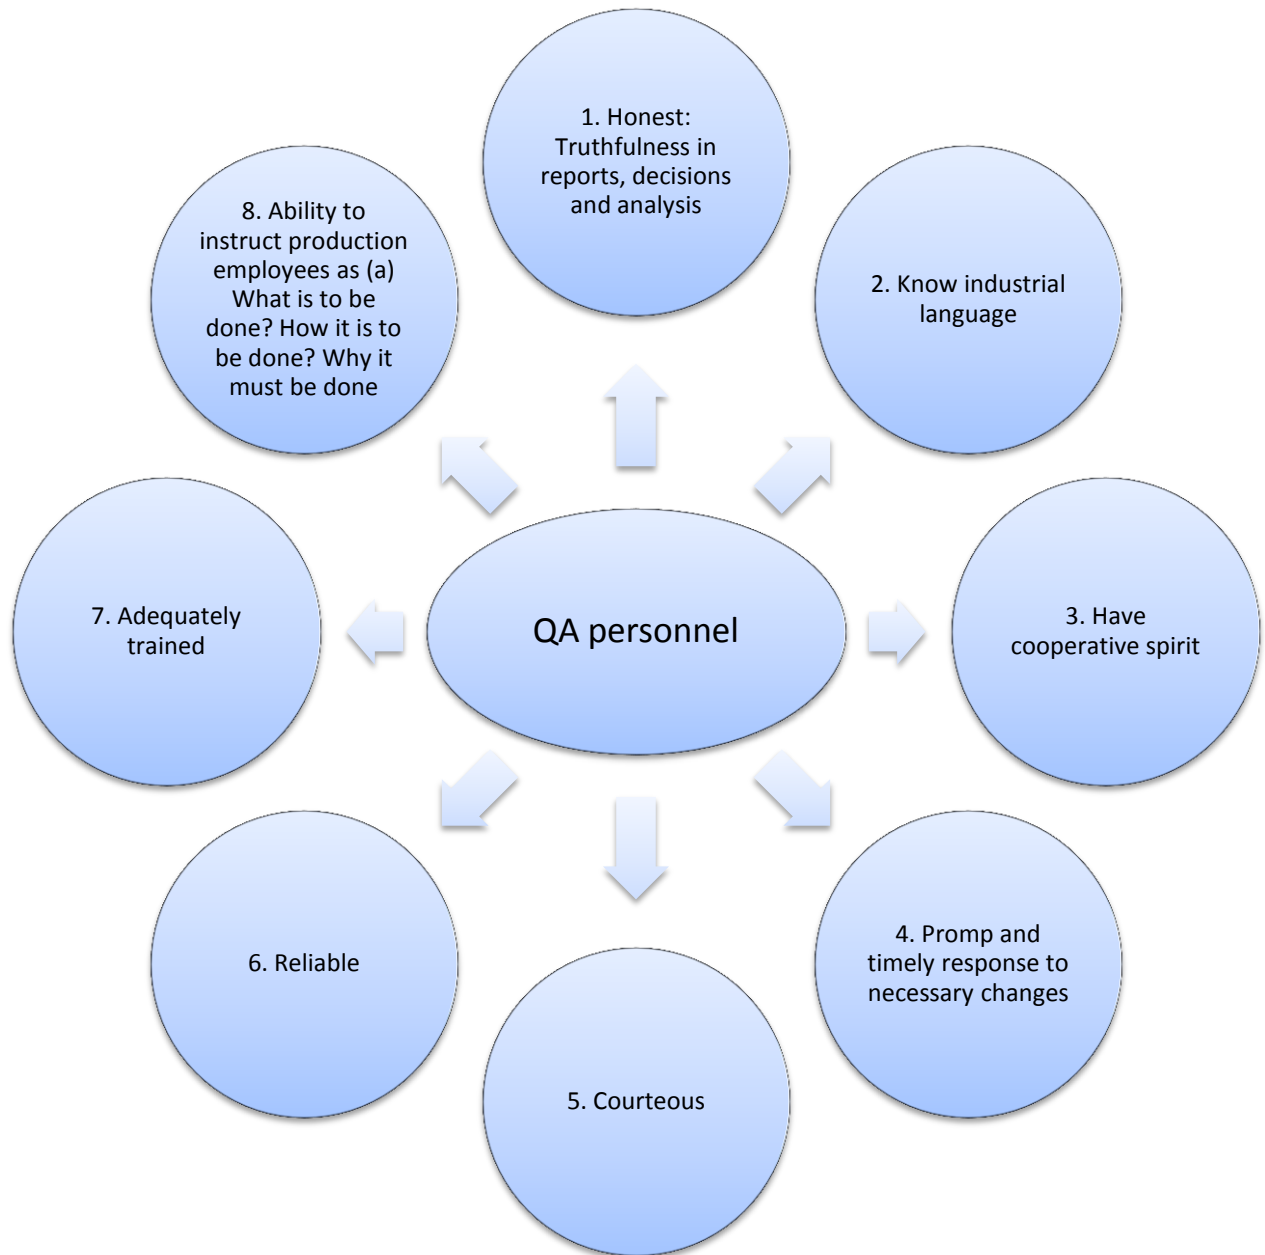 1. Honest:
Truthfulness in
reports, decisions
and analysis
2. Know industrial
language
3. Have
cooperative spirit
4. Promp and
timely response to
necessary changes
5. Courteous
6. Reliable
7. Adequately
trained
8. Ability to
instruct production
employees as (a)
What is to be
done? How it is to
be done? Why it
must be done
QA personnel